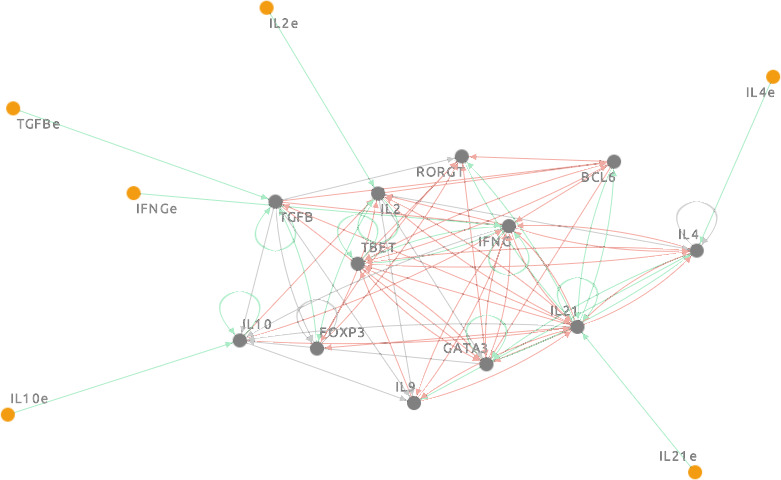 IL2e
IL4e
TGFBe
RORGT
BCL6
IFNGe
TGFB
IL2
IL4
IFNG
TBET
IL21
IL10
FOXP3
GATA3
IL9
IL10e
IL21e